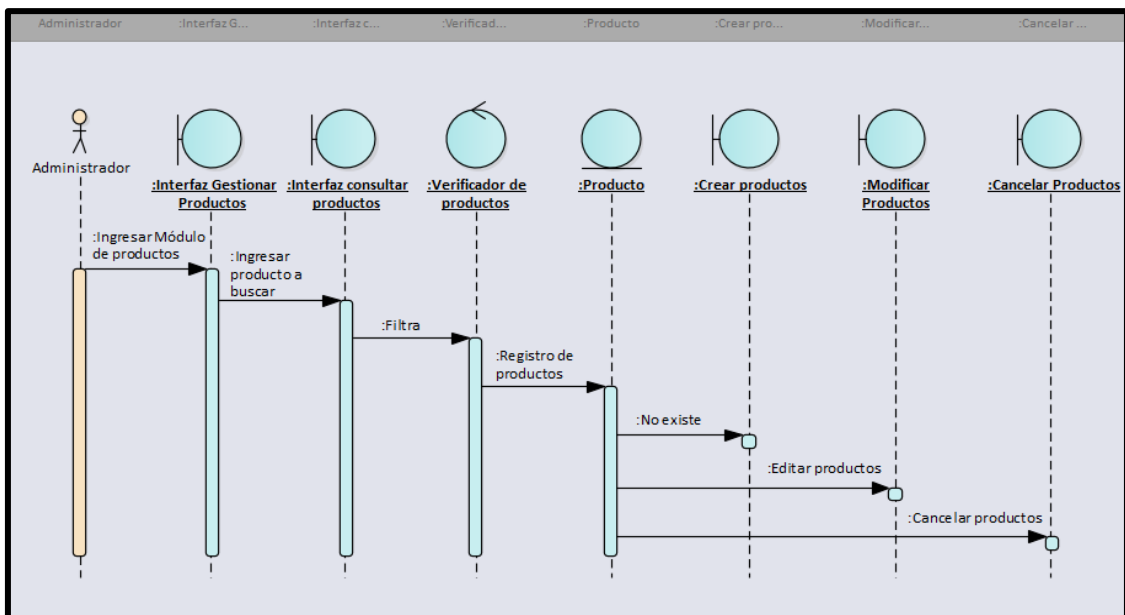 Administrador
:Interfaz G...
:Interfaz c...
:Verificad...
:Producto
:Crear pro...
:Modificar...
:Cancelar ...
Administrador
:Interfaz Gestionar
Productos
:Interfaz consultar
productos
:Verificador de
productos
:Producto
:Crear productos
:Modificar
Productos
:Cancelar Productos
:Ingresar Módulo
de productos
:Ingresar
producto a
buscar
:Filtra
:Registro de
productos
:No existe
:Editar productos
:Cancelar productos